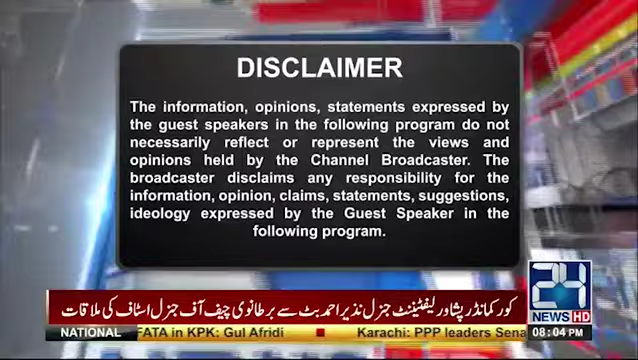 DISCLAIMER
The information, opinions, statements expressed by
the guest speakers in the following program do not
necessarily reflect or represent the views and
opinions held by the Channel Broadcaster. The
broadcaster disclaims any responsibility for the
information, opinion, claims, statements, suggestions,
ideology expressed by the Guest Speaker in the
following program.
کور کمانڈر پشاور لیفٹیننٹ جنرل نذیر احمد بٹ سے برطانوی چیف آف جنرل اسٹاف کی ملاقات
24
NEWS HD
NATIONAL FATA in KPK: Gul Afridi Karachi: PPP leaders Sena 08:04 PM